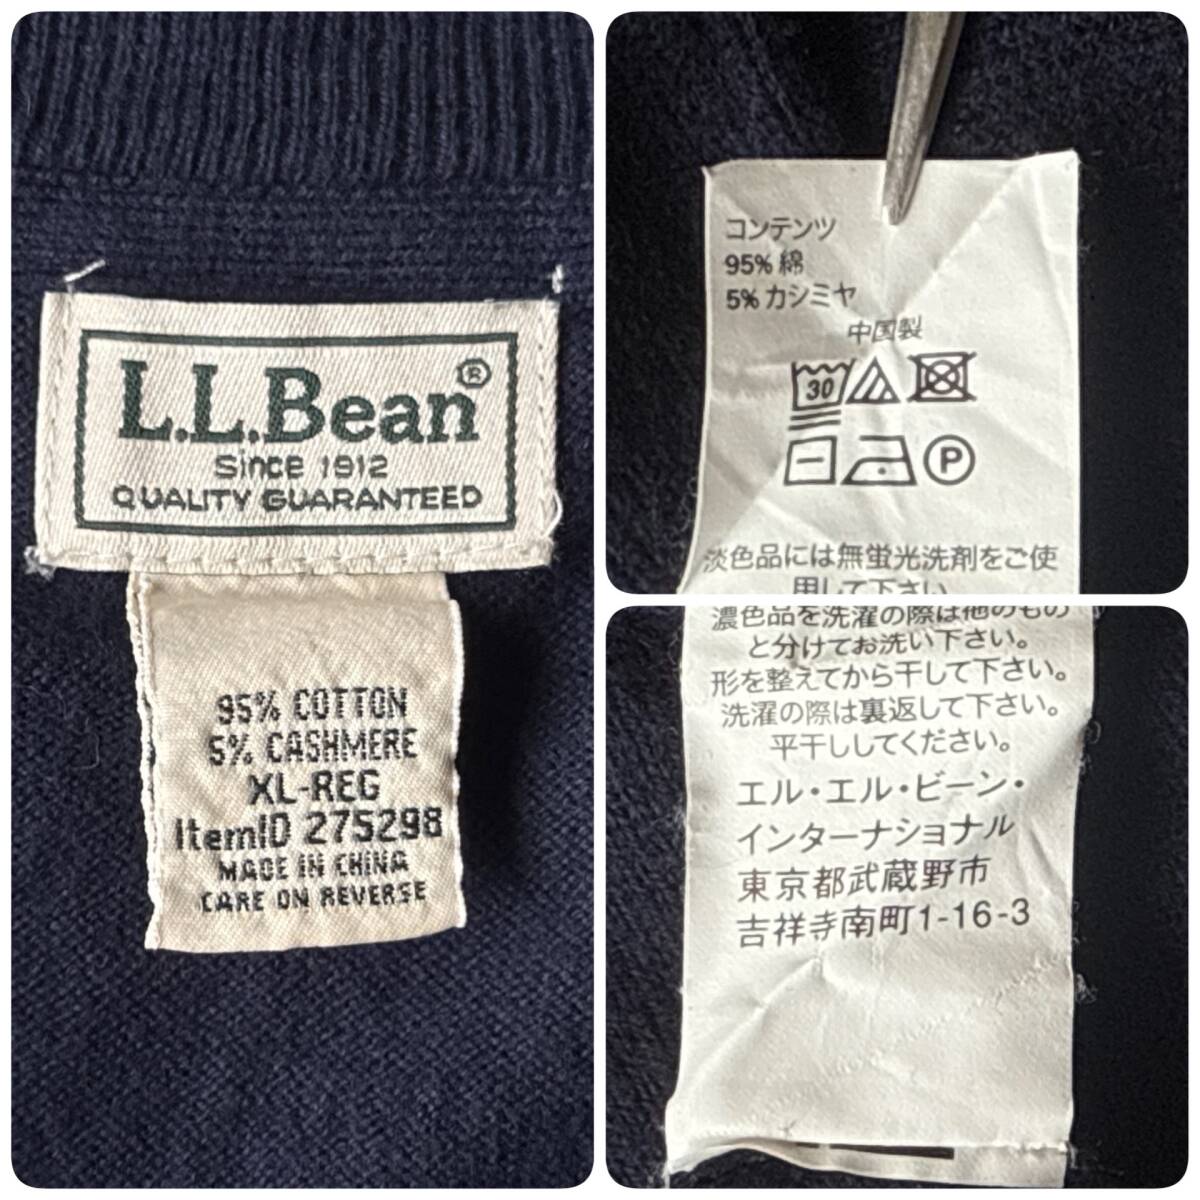 L.L.Bean®
Since 1912
QUALITY GUARANTEED
95% COTTON
5% CASHMERE
XL-REG
ItemID 275298
MADE IN CHINA
CARE ON REVERSE
コンテンツ
95% 綿
5% カシミヤ
中国製
30
P
淡色品には無蛍光洗剤をご使
用して下さい
濃色品を洗濯の際は他のもの
と分けてお洗い下さい。
形を整えてから干して下さい。
洗濯の際は裏返して下さい。
平干ししてください。
エル・エル・ビーン・
インターナショナル
東京都武蔵野市
吉祥寺南町1-16-3